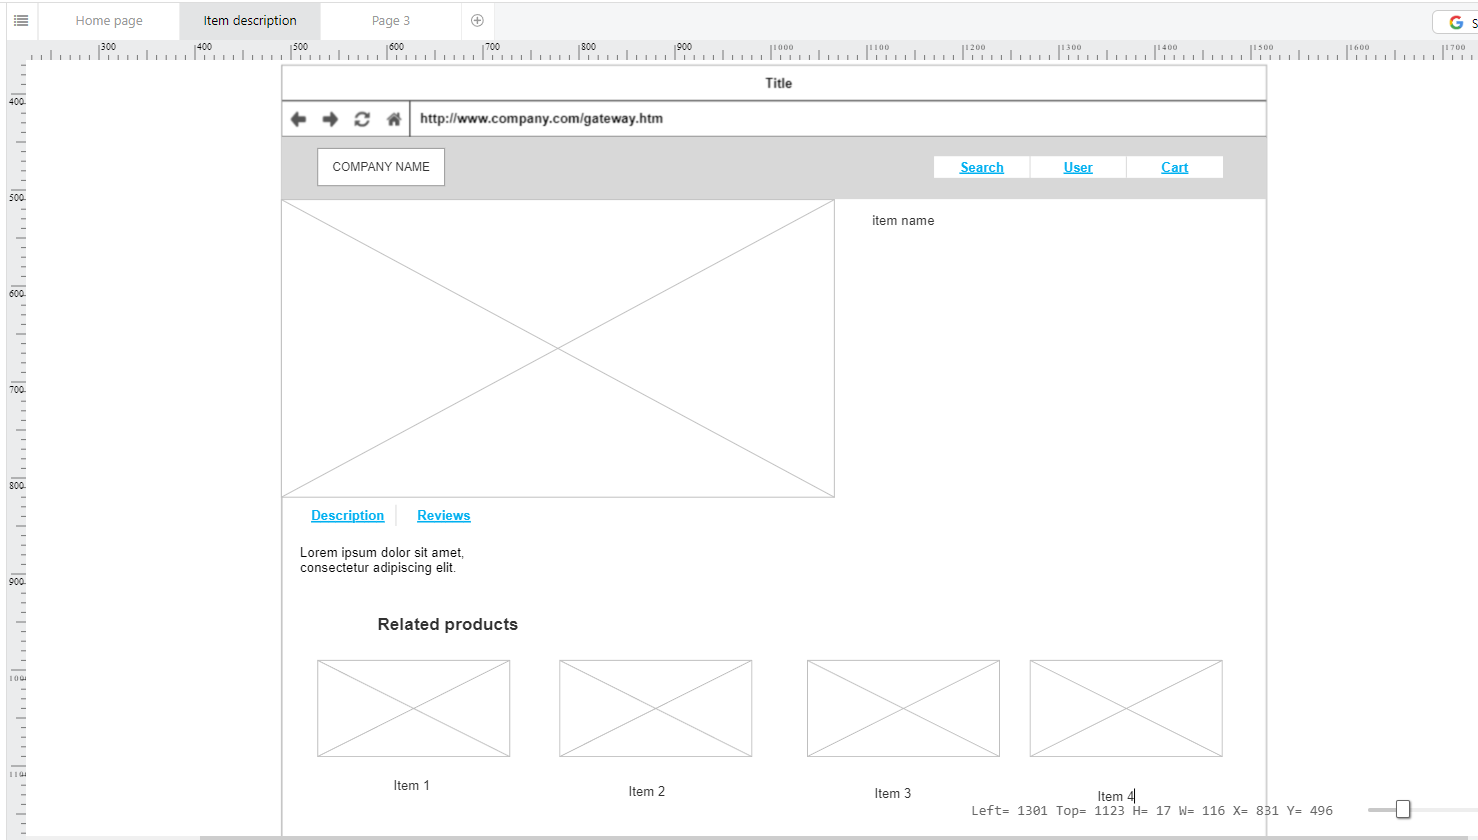 Home page
Item description
Page 3
S
300 400 500 600 700 800 900 1000 1100 1200 1300 1400 1500 1600 1700
400
500
600
700
800
900
Title
http://www.company.com/gateway.htm
COMPANY NAME
Search
User
Cart
item name
Description
Reviews
Lorem ipsum dolor sit amet,
consectetur adipiscing elit.
Related products
Item 1
Item 2
Item 3
Item 4
Left= 1301 Top= 1123 H= 17 W= 116 X= 831 Y= 496